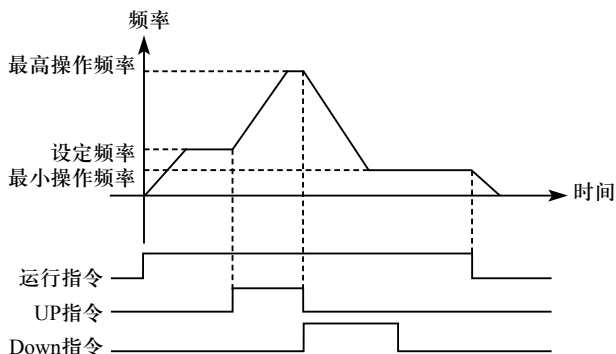 频率
最高操作频率
设定频率
最小操作频率
时间
运行指令
UP指令
Down指令